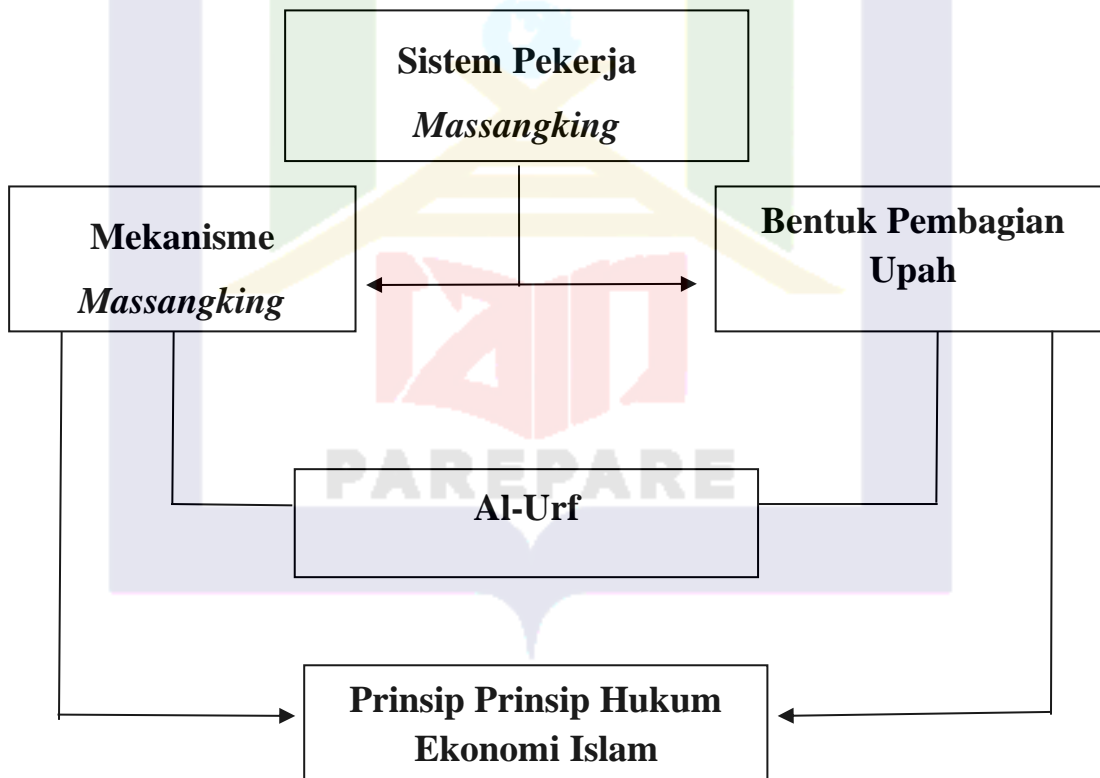 Sistem Pekerja
Massangking
Mekanisme
Massangking
Bentuk Pembagian
Upah
PAREPARE
Al-Urf
Prinsip Prinsip Hukum
Ekonomi Islam